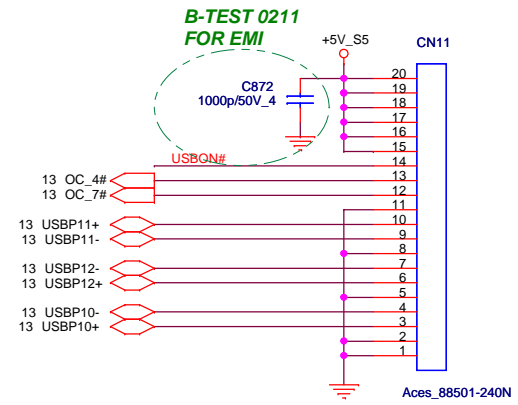 B-TEST 0211
FOR EMI
+5V_S5
CN11
C872
1000p/50V_4
20
19
18
17
16
15
USBON#
14
13 OC_4#
13
13 OC_7#
12
11
13 USBP11+
10
13 USBP11-
9
8
13 USBP12-
7
13 USBP12+
6
5
13 USBP10-
4
13 USBP10+
3
2
1
Aces_88501-240N